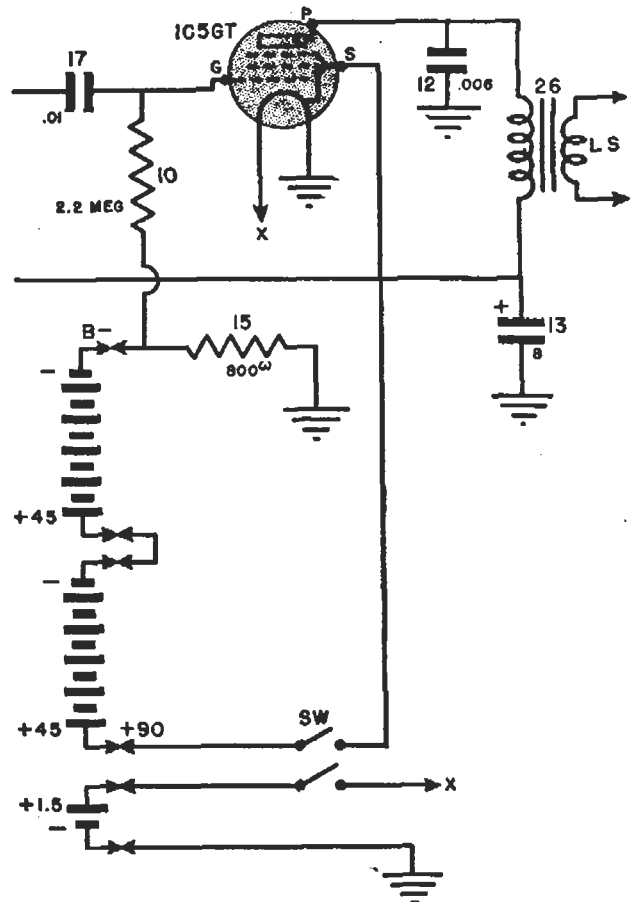 P
1C5GT
17
G
S
.01
12
.006
26
LS
10
2.2 MEG
X
+
13
8
B-
15
800ω
-
+45
-
+45
+90
SW
X
+1.5
-